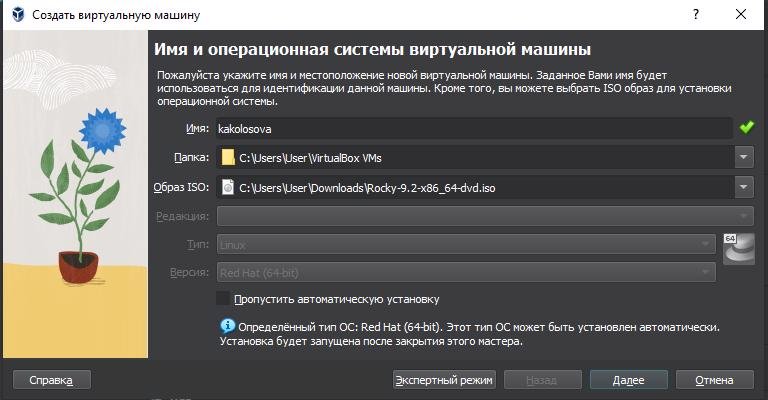 Создать виртуальную машину
?
Имя и операционная системы виртуальной машины
Пожалуйста укажите имя и местоположение новой виртуальной машины. Заданное Вами имя будет
использоваться для идентификации данной машины. Кроме того, вы можете выбрать ISO образ для установки
операционной системы.
Имя: kakolosova
Папка: C:\Users\User\VirtualBox VMs
Образ ISO: C:\Users\User\Downloads\Rocky-9.2-x86_64-dvd.iso
Редакция:
Тип: Linux 64
Версия: Red Hat (64-bit)
Пропустить автоматическую установку
Определённый тип ОС: Red Hat (64-bit). Этот тип ОС может быть установлен автоматически.
Установка будет запущена после закрытия этого мастера.
Справка Экспертный режим Назад Далее Отмена